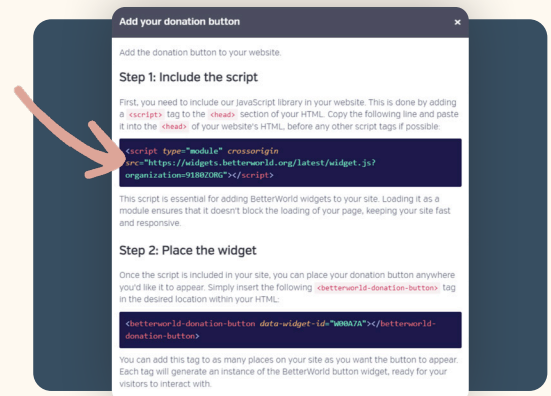 Add your donation button ×
Add the donation button to your website.
Step 1: Include the script
First, you need to include our JavaScript library in your website. This is done by adding
a <script> tag to the <head> section of your HTML. Copy the following line and paste
it into the <head> of your website's HTML, before any other script tags if possible:
<script type="module" crossorigin
src="https://widgets.betterworld.org/latest/widget.js?
organization=9180ZORG"></script>
This script is essential for adding BetterWorld widgets to your site. Loading it as a
module ensures that it doesn't block the loading of your page, keeping your site fast
and responsive.
Step 2: Place the widget
Once the script is included in your site, you can place your donation button anywhere
you'd like it to appear. Simply insert the following <betterworld-donation-button> tag
in the desired location within your HTML:
<betterworld-donation-button data-widget-id="W00A7A"></betterworld-
donation-button>
You can add this tag to as many places on your site as you want the button to appear.
Each tag will generate an instance of the BetterWorld button widget, ready for your
visitors to interact with.